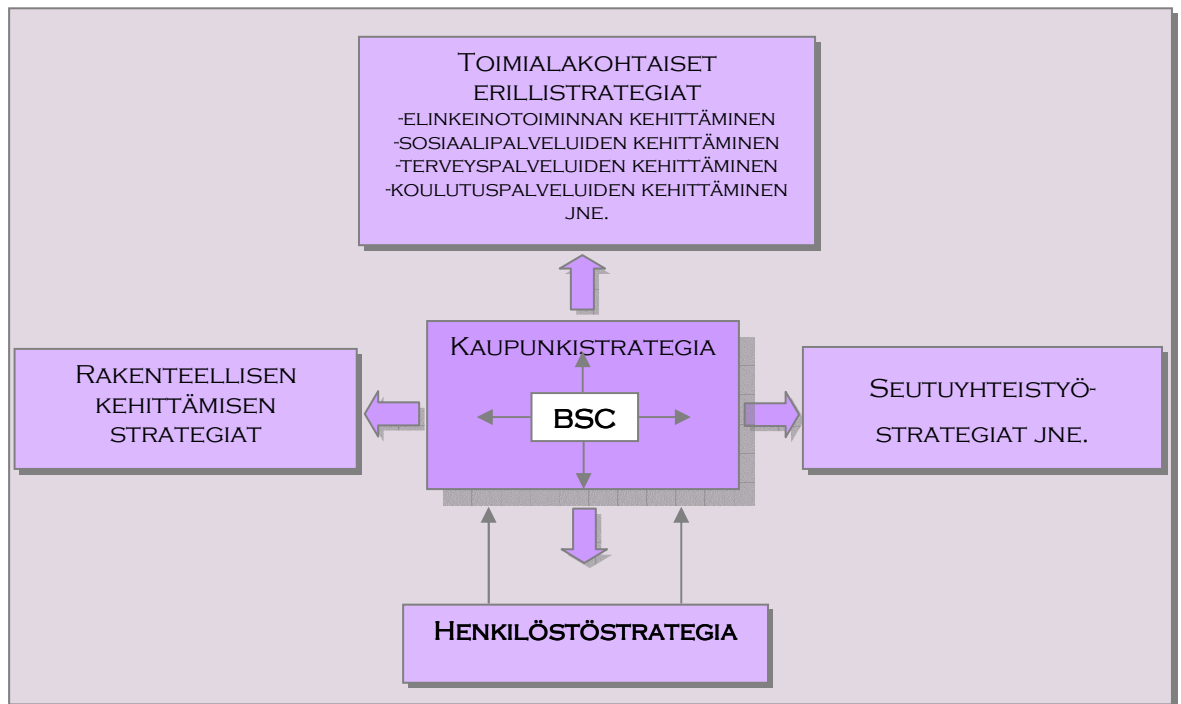 TOIMIALAKOHTAISET
ERILLISTRATEGIAT
-ELINKEINOTOIMINNAN KEHITTÄMINEN
-SOSIAALIPALVELUIDEN KEHITTÄMINEN
-TERVEYSPALVELUIDEN KEHITTÄMINEN
-KOULUTUSPALVELUIDEN KEHITTÄMINEN
JNE.
KAUPUNKISTRATEGIA
BSC
RAKENTEELLISEN
KEHITTÄMISEN
STRATEGIAT
SEUTUYHTEISTYÖ-
STRATEGIAT JNE.
HENKILÖSTÖSTRATEGIA